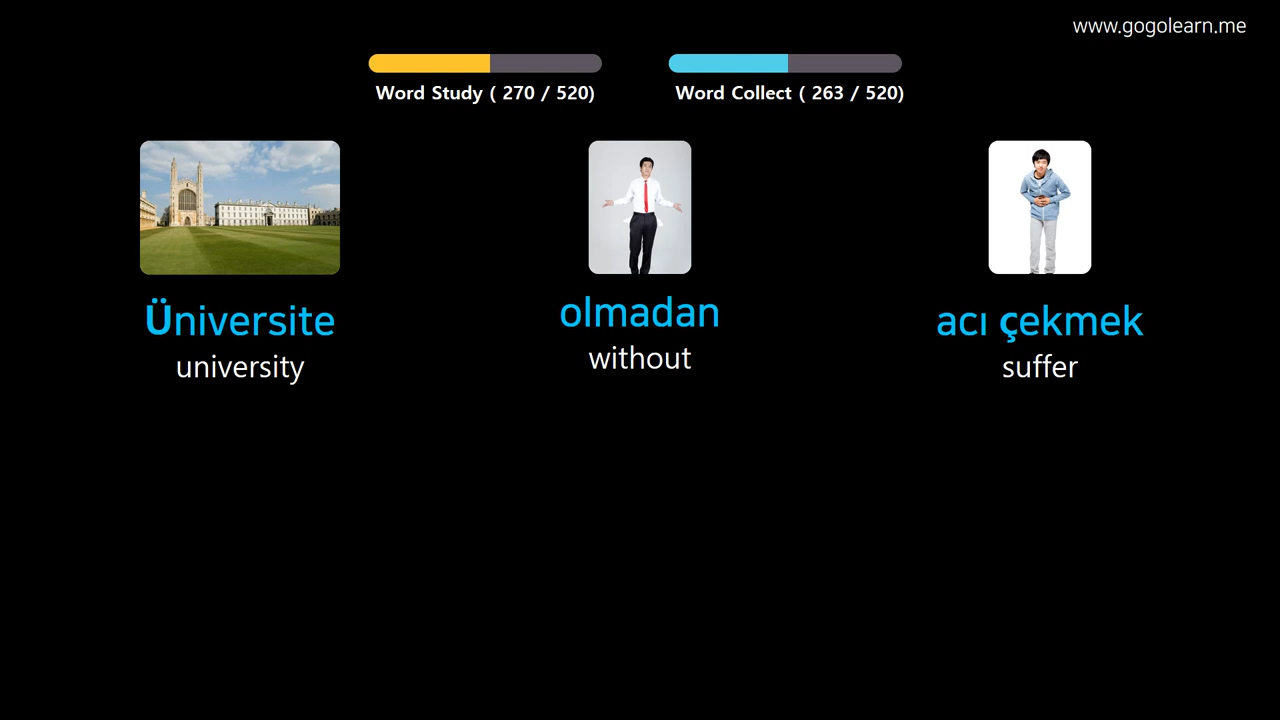 www.gogolearn.me
Word Study ( 270 / 520)
Word Collect ( 263 / 520)
Üniversite
university
olmadan
without
acı çekmek
suffer